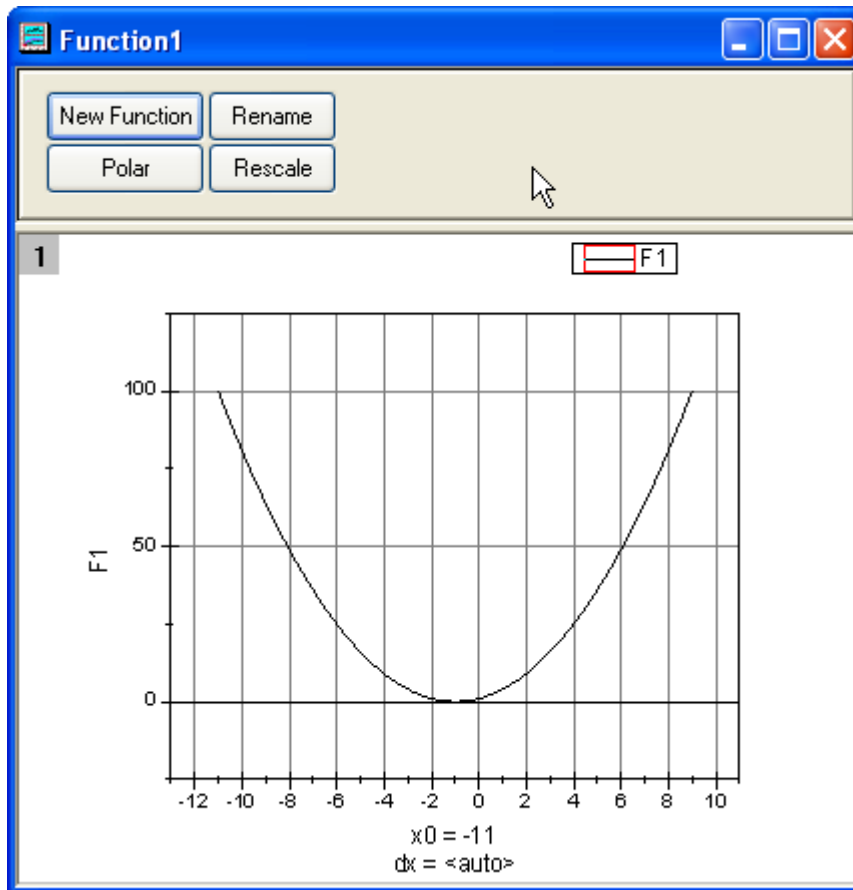 Function1
New Function Rename
Polar Rescale
1
F1
100
50
0
F1
-12 -10 -8 -6 -4 -2 0 2 4 6 8 10
x0 = -11
dx = <auto>